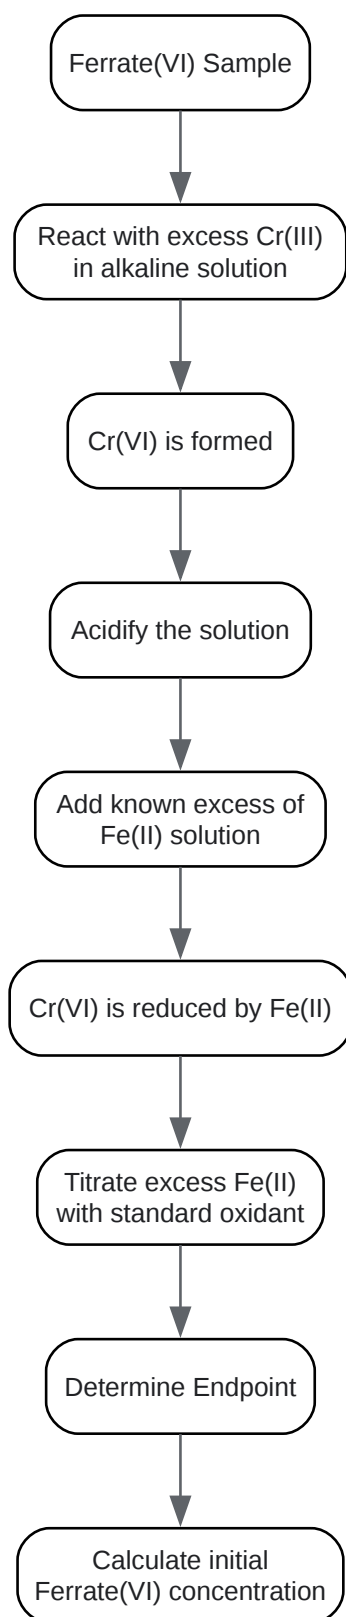 Ferrate(VI) Sample
React with excess Cr(III)
in alkaline solution
Cr(VI) is formed
Acidify the solution
Add known excess of
Fe(II) solution
Cr(VI) is reduced by Fe(II)
Titrate excess Fe(II)
with standard oxidant
Determine Endpoint
Calculate initial
Ferrate(VI) concentration